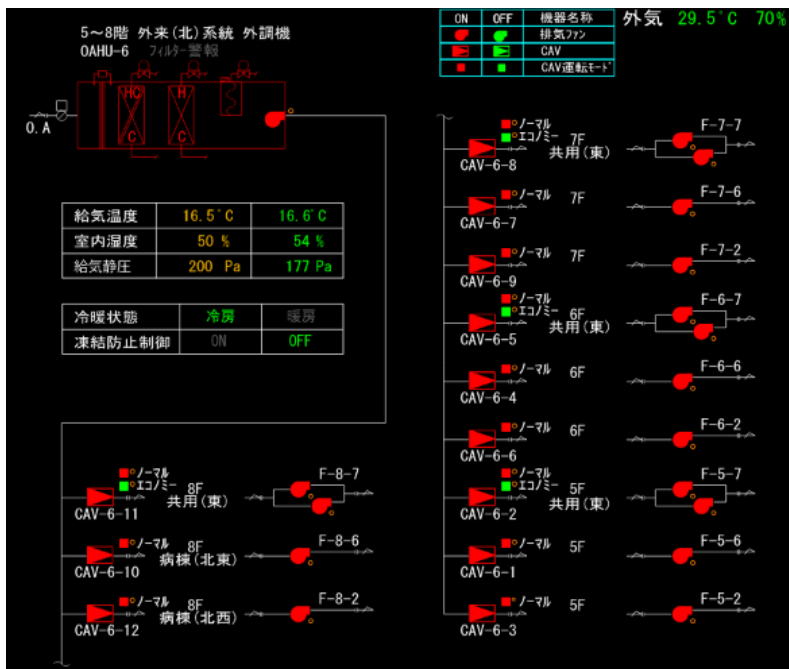 5～8階 外来(北)系統 外調機
OAHU-6 フィルター警報
ON OFF 機器名称
排気ファン
CAV
CAV運転モード
外気 29.5°C 70%
HC
C
H
C
O.A
給気温度 16.5°C 16.6°C
室内湿度 50 % 54 %
給気静圧 200 Pa 177 Pa
冷暖状態 冷房 暖房
凍結防止制御 ON OFF
ノーマル
エコノミー 8F
共用(東)
CAV-6-11
F-8-7
ノーマル 8F
病棟(北東)
CAV-6-10
F-8-6
ノーマル 8F
病棟(北西)
CAV-6-12
F-8-2
ノーマル
エコノミー 7F
共用(東)
CAV-6-8
F-7-7
ノーマル 7F
CAV-6-7
F-7-6
ノーマル 7F
CAV-6-9
F-7-2
ノーマル
エコノミー 6F
共用(東)
CAV-6-5
F-6-7
ノーマル 6F
CAV-6-4
F-6-6
ノーマル 6F
CAV-6-6
F-6-2
ノーマル
エコノミー 5F
共用(東)
CAV-6-2
F-5-7
ノーマル 5F
CAV-6-1
F-5-6
ノーマル 5F
CAV-6-3
F-5-2